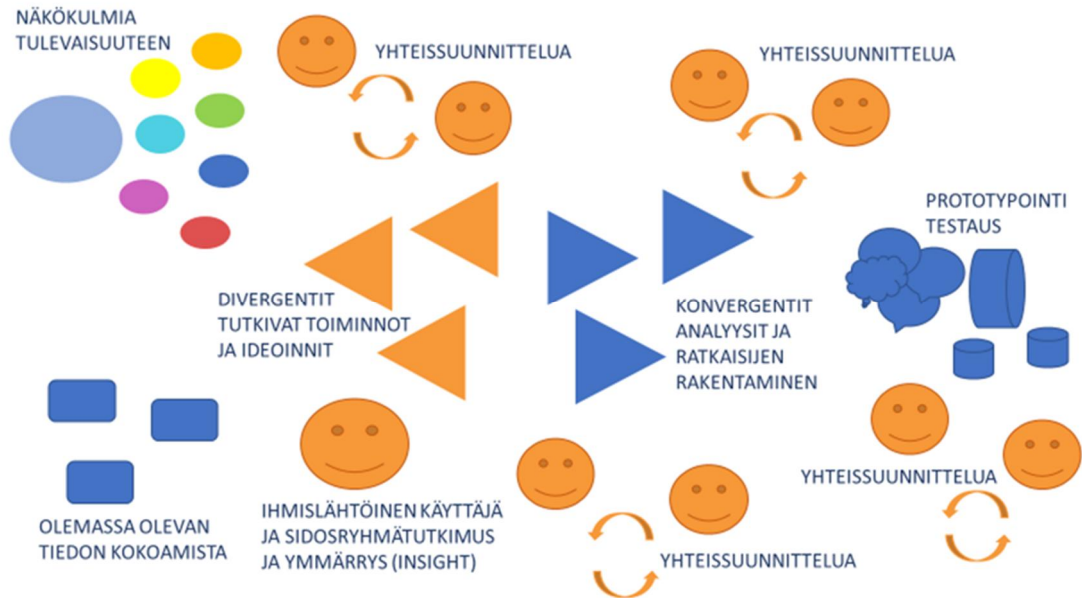 NÄKÖKULMIA
TULEVAISUUTEEN
YHTEISSUUNNITTELUA
YHTEISSUUNNITTELUA
PROTOTYPOINTI
TESTAUS
DIVERGENTIT
TUTKIVAT TOIMINNOT
JA IDEOINNIT
KONVERGENTIT
ANALYYSIT JA
RATKAISIJEN
RAKENTAMINEN
OLEMASSA OLEVAN
TIEDON KOKOAMISTA
IHMISLÄHTÖINEN KÄYTTÄJÄ
JA SIDOSRYHMÄTUTKIMUS
JA YMMÄRRYS (INSIGHT)
YHTEISSUUNNITTELUA
YHTEISSUUNNITTELUA